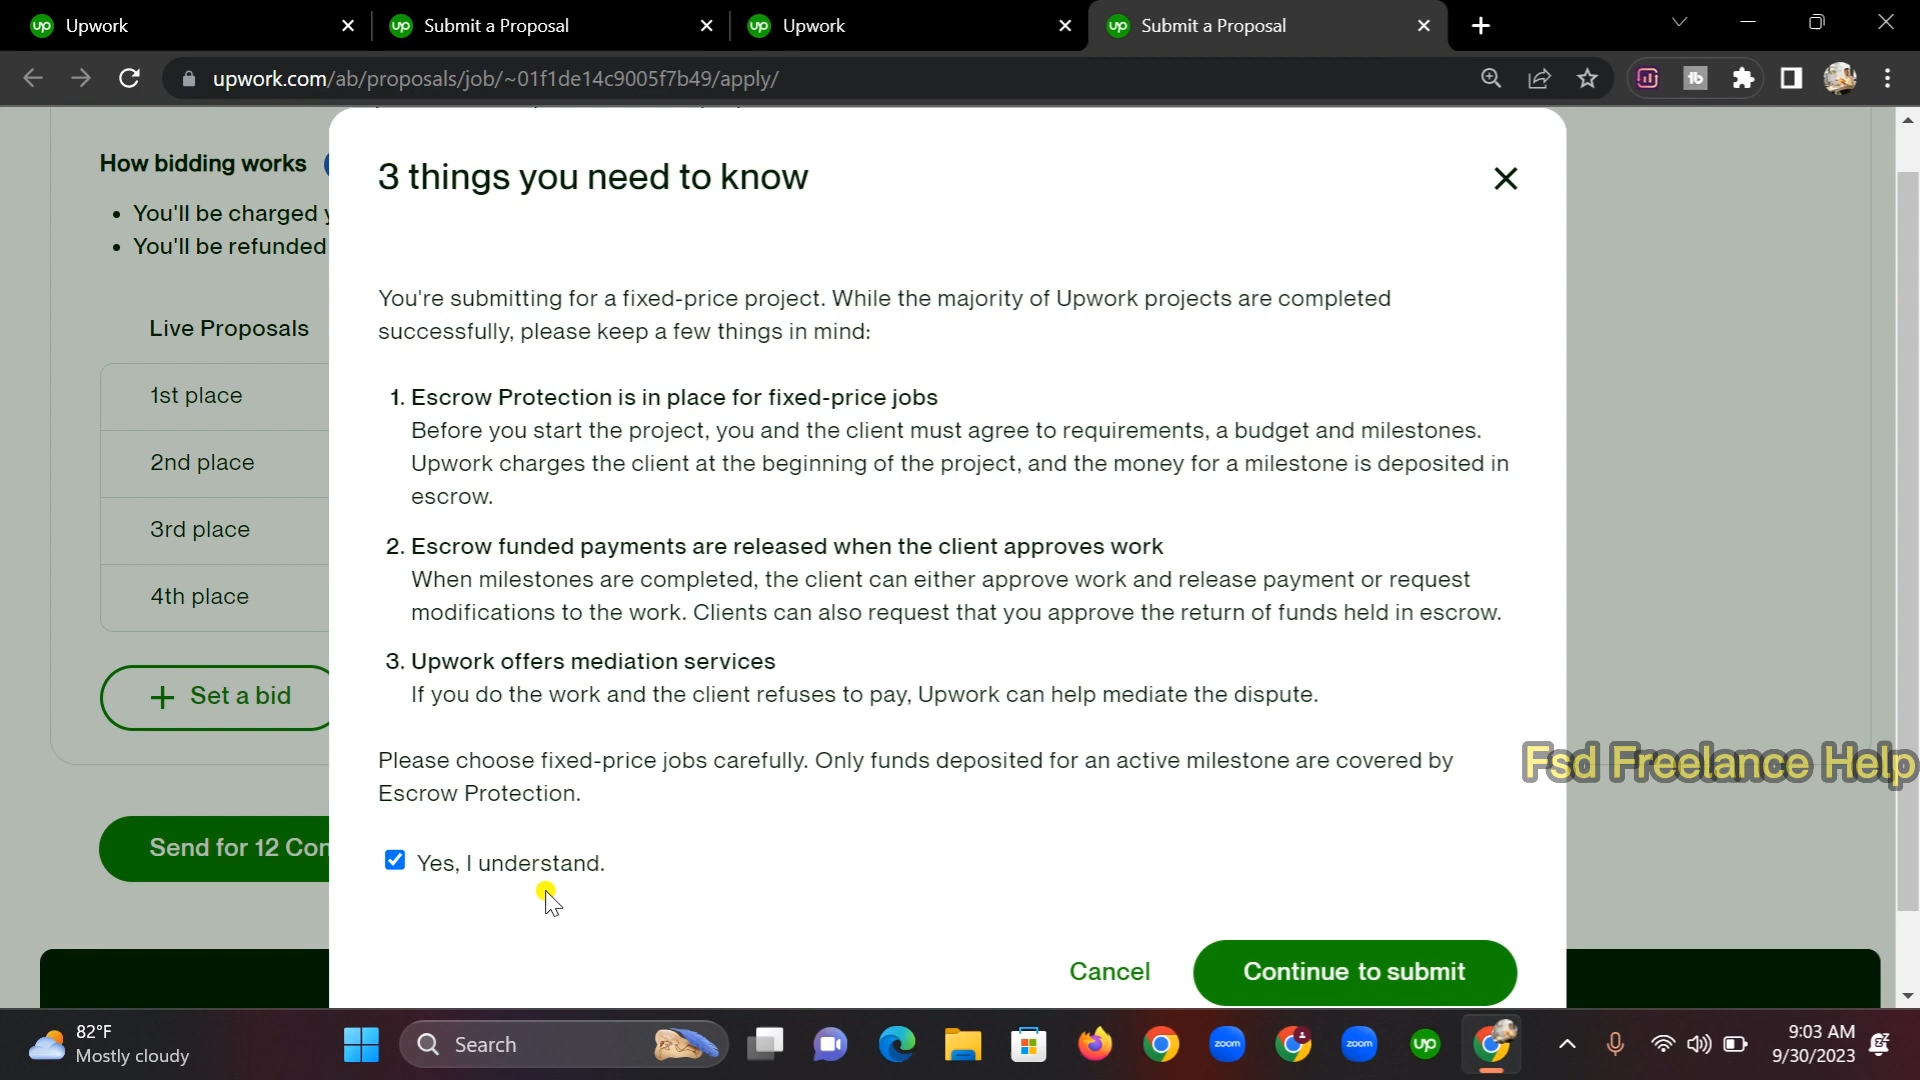 Upwork
Submit a Proposal
Upwork
Submit a Proposal
upwork.com/ab/proposals/job/~01f1de14c9005f7b49/apply/
How bidding works
• You'll be charged
• You'll be refunded
Live Proposals
1st place
2nd place
3rd place
4th place
+ Set a bid
Send for 12 Con
3 things you need to know
You're submitting for a fixed-price project. While the majority of Upwork projects are completed
successfully, please keep a few things in mind:
1. Escrow Protection is in place for fixed-price jobs
Before you start the project, you and the client must agree to requirements, a budget and milestones.
Upwork charges the client at the beginning of the project, and the money for a milestone is deposited in
escrow.
2. Escrow funded payments are released when the client approves work
When milestones are completed, the client can either approve work and release payment or request
modifications to the work. Clients can also request that you approve the return of funds held in escrow.
3. Upwork offers mediation services
If you do the work and the client refuses to pay, Upwork can help mediate the dispute.
Please choose fixed-price jobs carefully. Only funds deposited for an active milestone are covered by
Escrow Protection.
Yes, I understand.
Cancel
Continue to submit
Fsd Freelance Help
82°F
Mostly cloudy
Search
zoom
zoom
up
9:03 AM
9/30/2023